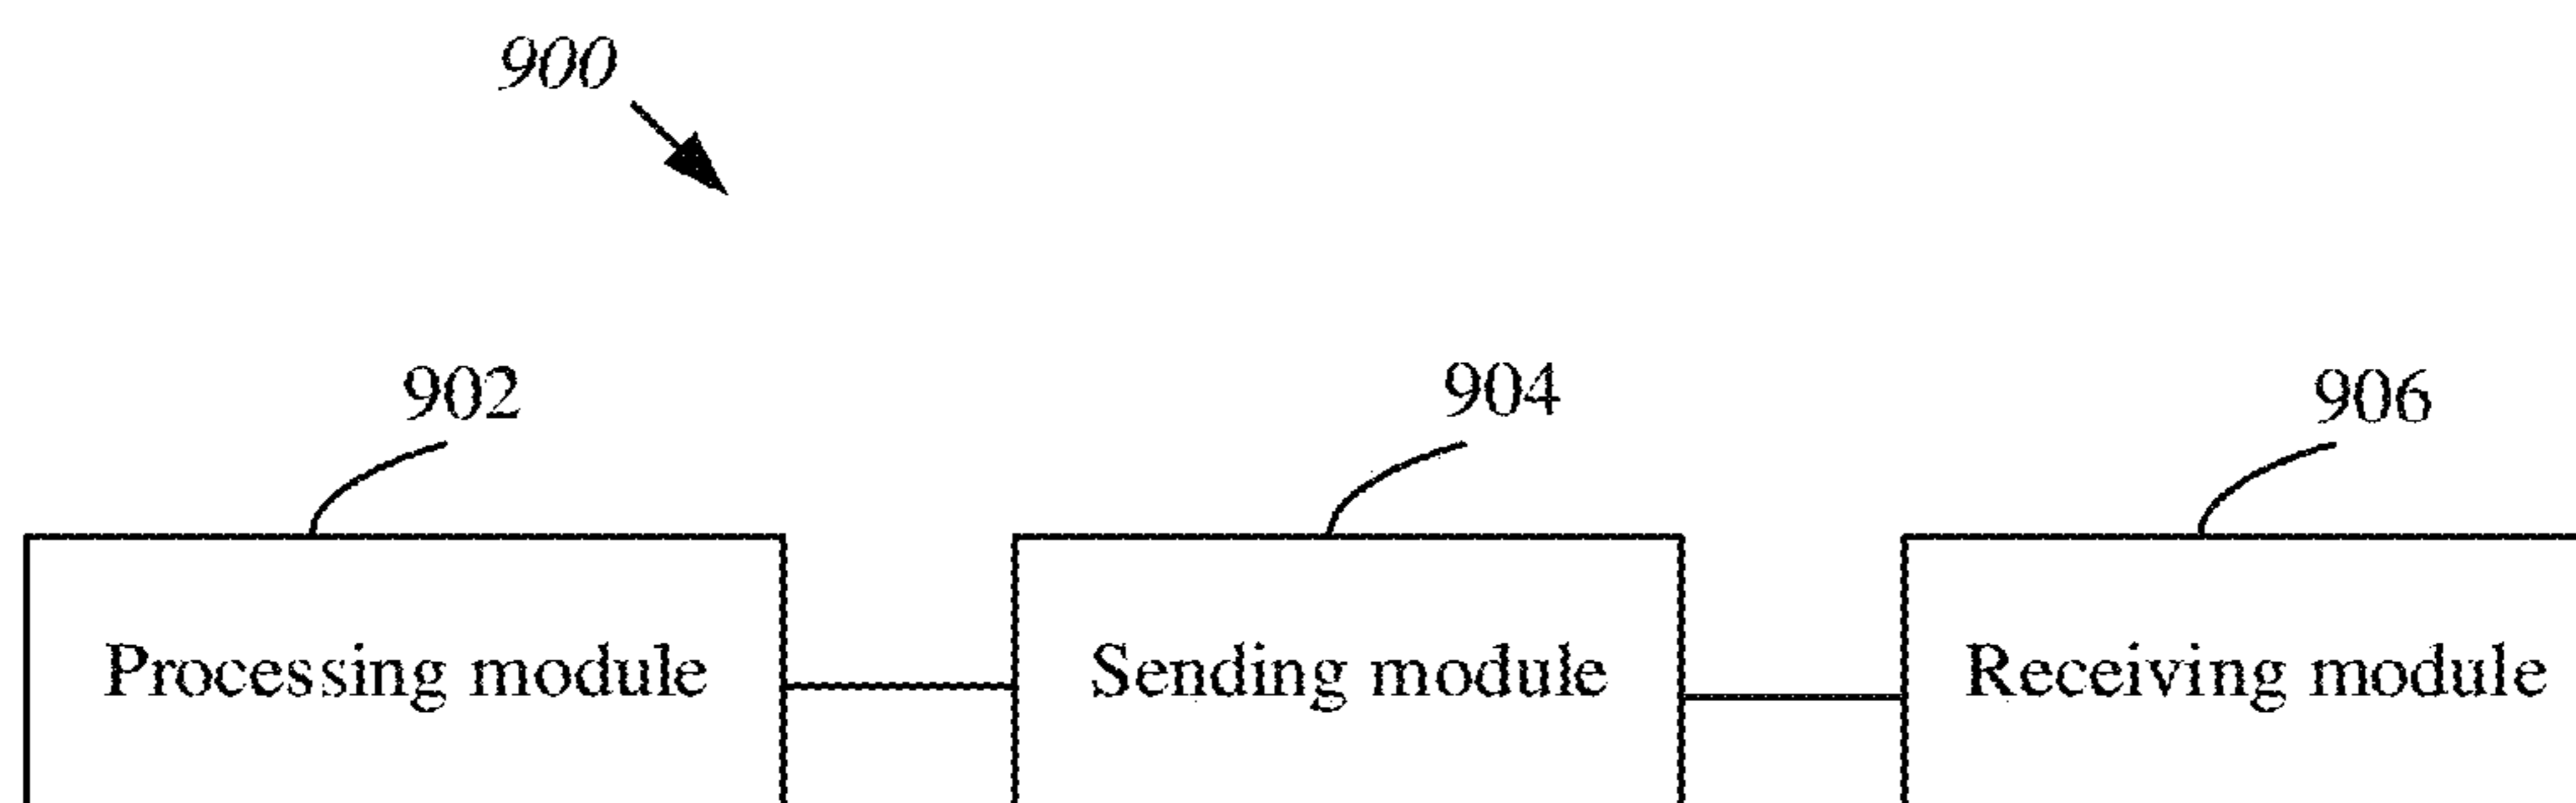 900
902
904
906
Processing module
Sending module
Receiving module